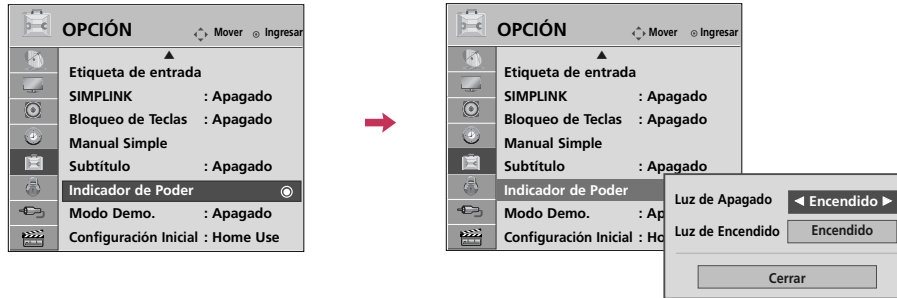 OPCIÓN Mover Ingresar
Etiqueta de entrada
SIMPLINK : Apagado
Bloqueo de Teclas : Apagado
Manual Simple
Subtítulo : Apagado
Indicador de Poder
Modo Demo. : Apagado
Configuración Inicial : Home Use
OPCIÓN Mover Ingresar
Etiqueta de entrada
SIMPLINK : Apagado
Bloqueo de Teclas : Apagado
Manual Simple
Subtítulo : Apagado
Indicador de Poder
Modo Demo. : Ap
Configuración Inicial : Ho
Luz de Apagado ◄ Encendido ►
Luz de Encendido Encendido
Cerrar